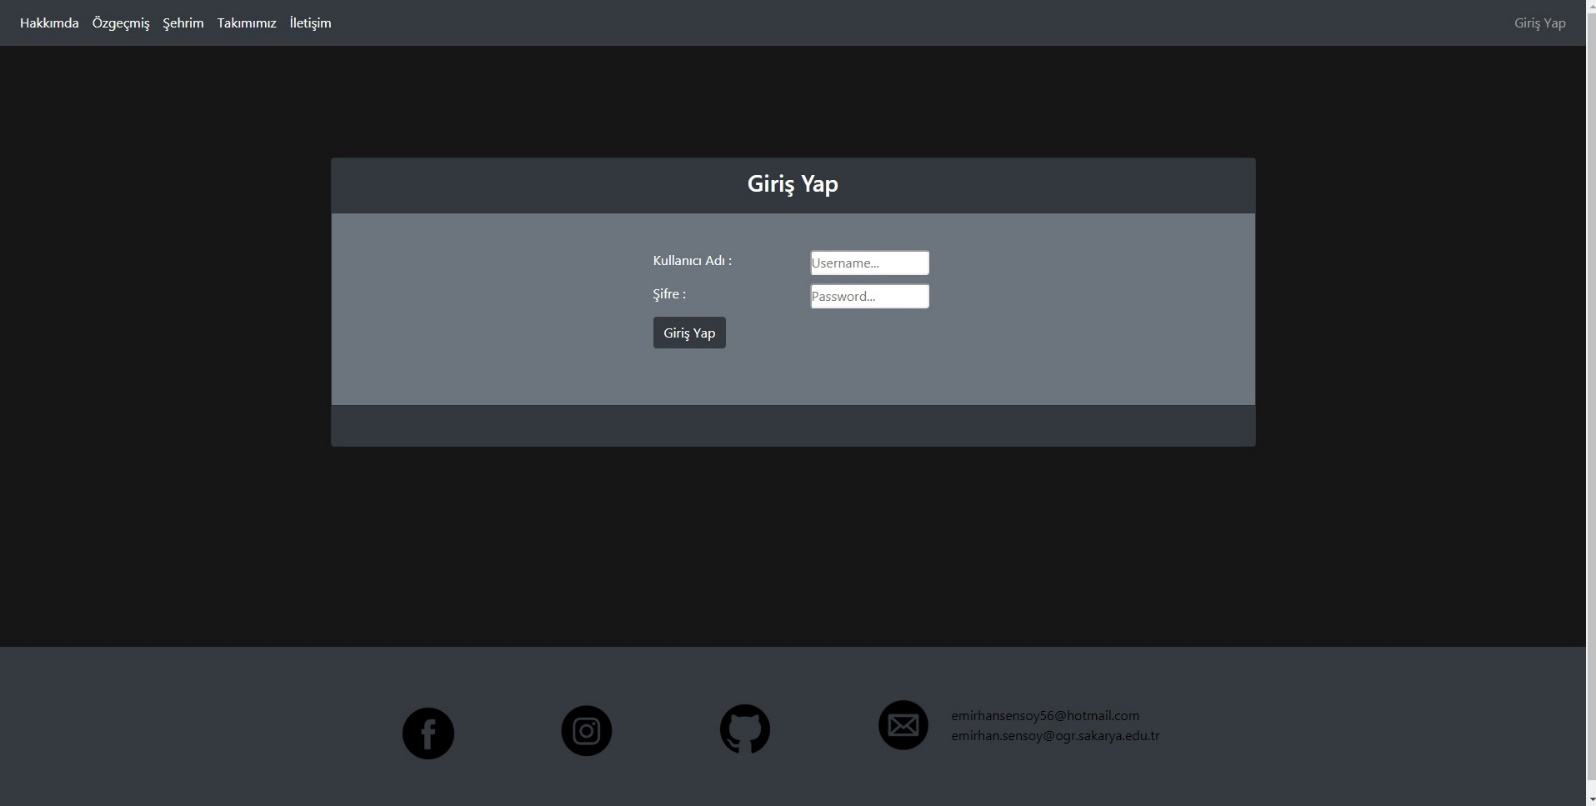 Hakkımda Özgeçmiş Şehrim Takımımız İletişim Giriş Yap
Giriş Yap
Kullanıcı Adı : Username...
Şifre : Password...
Giriş Yap
emirhansensoy56@hotmail.com
emirhan.sensoy@ogr.sakarya.edu.tr